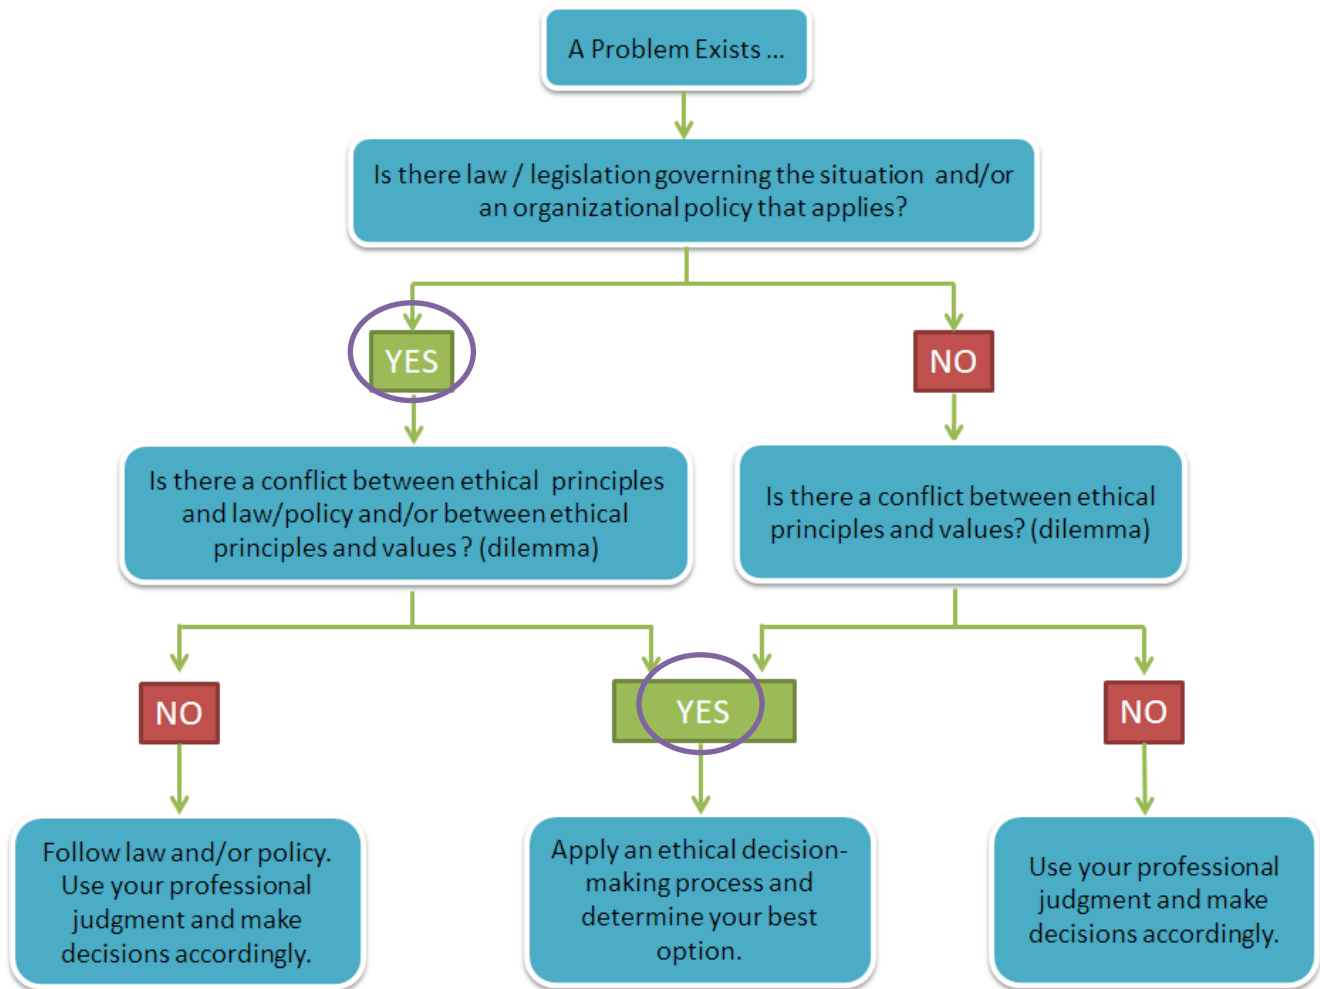 A Problem Exists ...
Is there law / legislation governing the situation and/or
an organizational policy that applies?
YES
NO
Is there a conflict between ethical principles
and law/policy and/or between ethical
principles and values? (dilemma)
Is there a conflict between ethical
principles and values? (dilemma)
NO
YES
NO
Follow law and/or policy.
Use your professional
judgment and make
decisions accordingly.
Apply an ethical decision-
making process and
determine your best
option.
Use your professional
judgment and make
decisions accordingly.